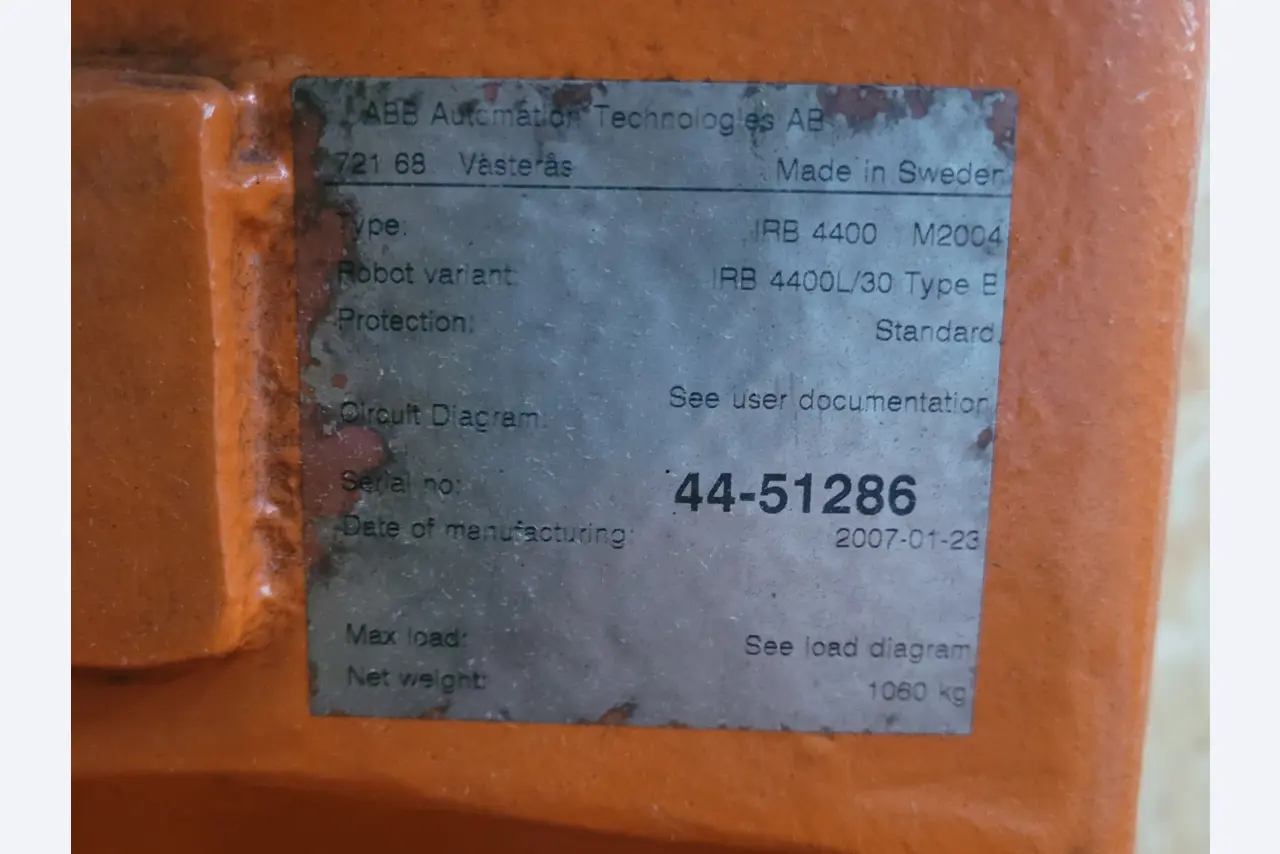 ABB Automation Technologies AB
721 68 Västerås Made in Sweden
Type: IRB 4400 M2004
Robot variant: IRB 4400L/30 Type B
Protection: Standard
Circuit Diagram: See user documentation
Serial no: 44-51286
Date of manufacturing: 2007-01-23
Max load: See load diagram
Net weight: 1060 kg